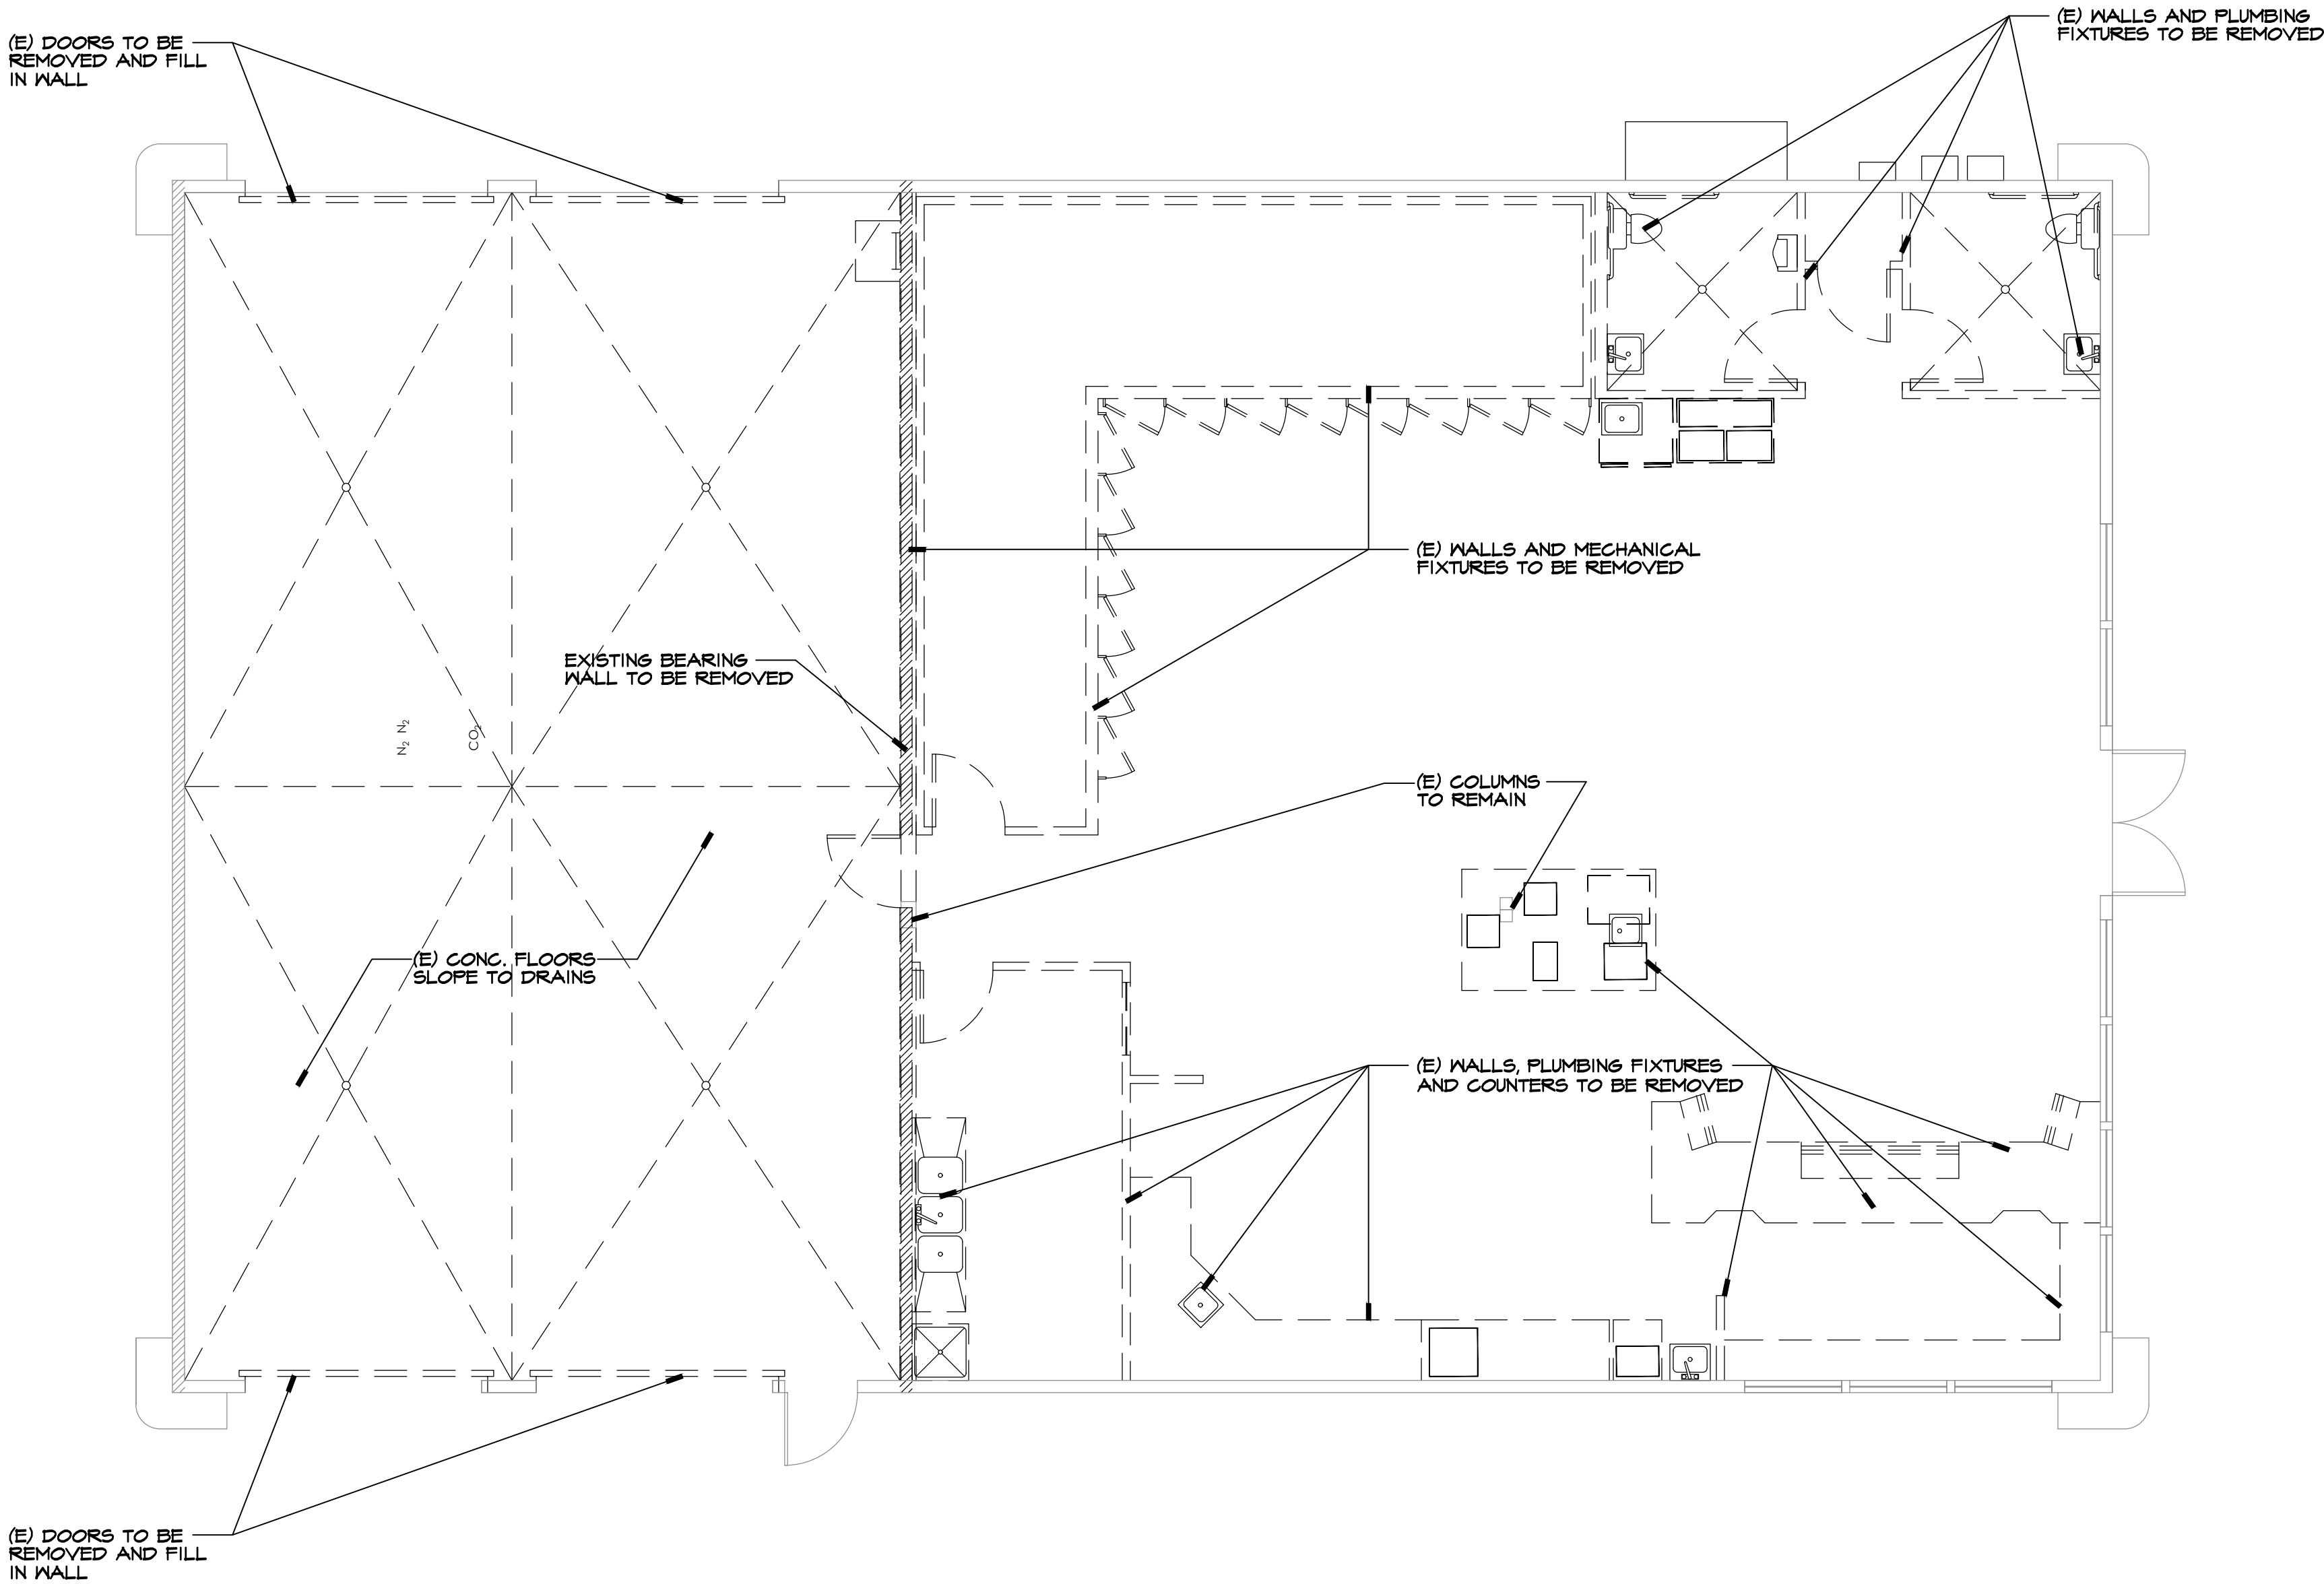 (E) WALLS AND PLUMBING
FIXTURES TO BE REMOVED
(E) DOORS TO BE
REMOVED AND FILL
IN WALL
(E) WALLS AND MECHANICAL
FIXTURES TO BE REMOVED
EXISTING BEARING
WALL TO BE REMOVED
N₂ N₂
CO₂
(E) COLUMNS
TO REMAIN
(E) CONC. FLOORS
SLOPE TO DRAINS
(E) WALLS, PLUMBING FIXTURES
AND COUNTERS TO BE REMOVED
(E) DOORS TO BE
REMOVED AND FILL
IN WALL